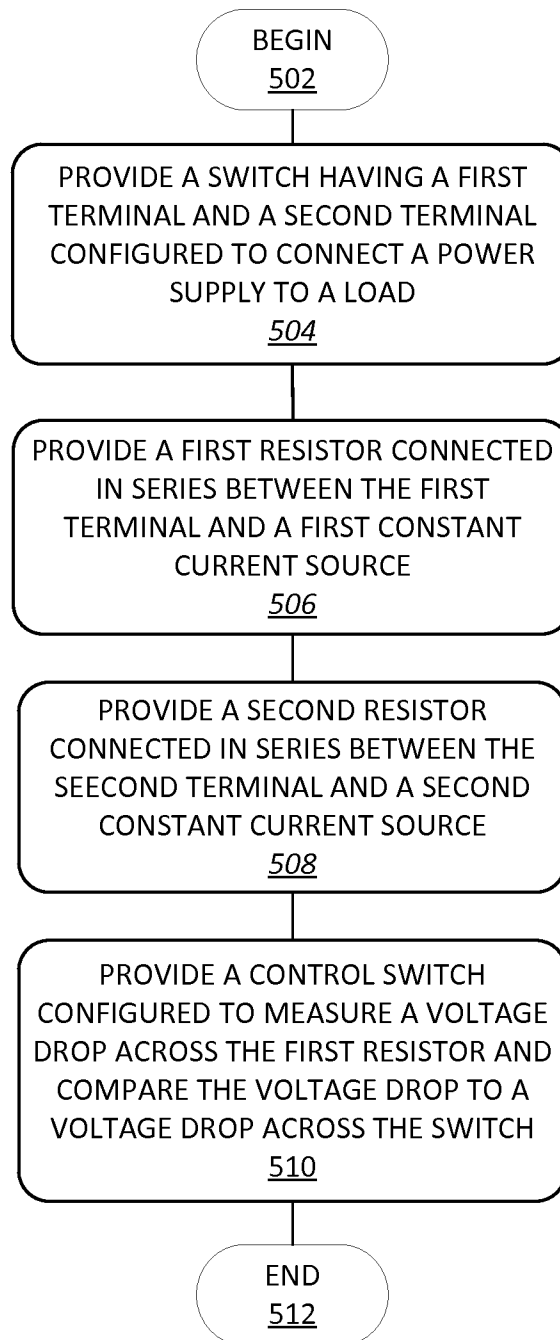 BEGIN
502
PROVIDE A SWITCH HAVING A FIRST
TERMINAL AND A SECOND TERMINAL
CONFIGURED TO CONNECT A POWER
SUPPLY TO A LOAD
504
PROVIDE A FIRST RESISTOR CONNECTED
IN SERIES BETWEEN THE FIRST
TERMINAL AND A FIRST CONSTANT
CURRENT SOURCE
506
PROVIDE A SECOND RESISTOR
CONNECTED IN SERIES BETWEEN THE
SEECOND TERMINAL AND A SECOND
CONSTANT CURRENT SOURCE
508
PROVIDE A CONTROL SWITCH
CONFIGURED TO MEASURE A VOLTAGE
DROP ACROSS THE FIRST RESISTOR AND
COMPARE THE VOLTAGE DROP TO A
VOLTAGE DROP ACROSS THE SWITCH
510
END
512